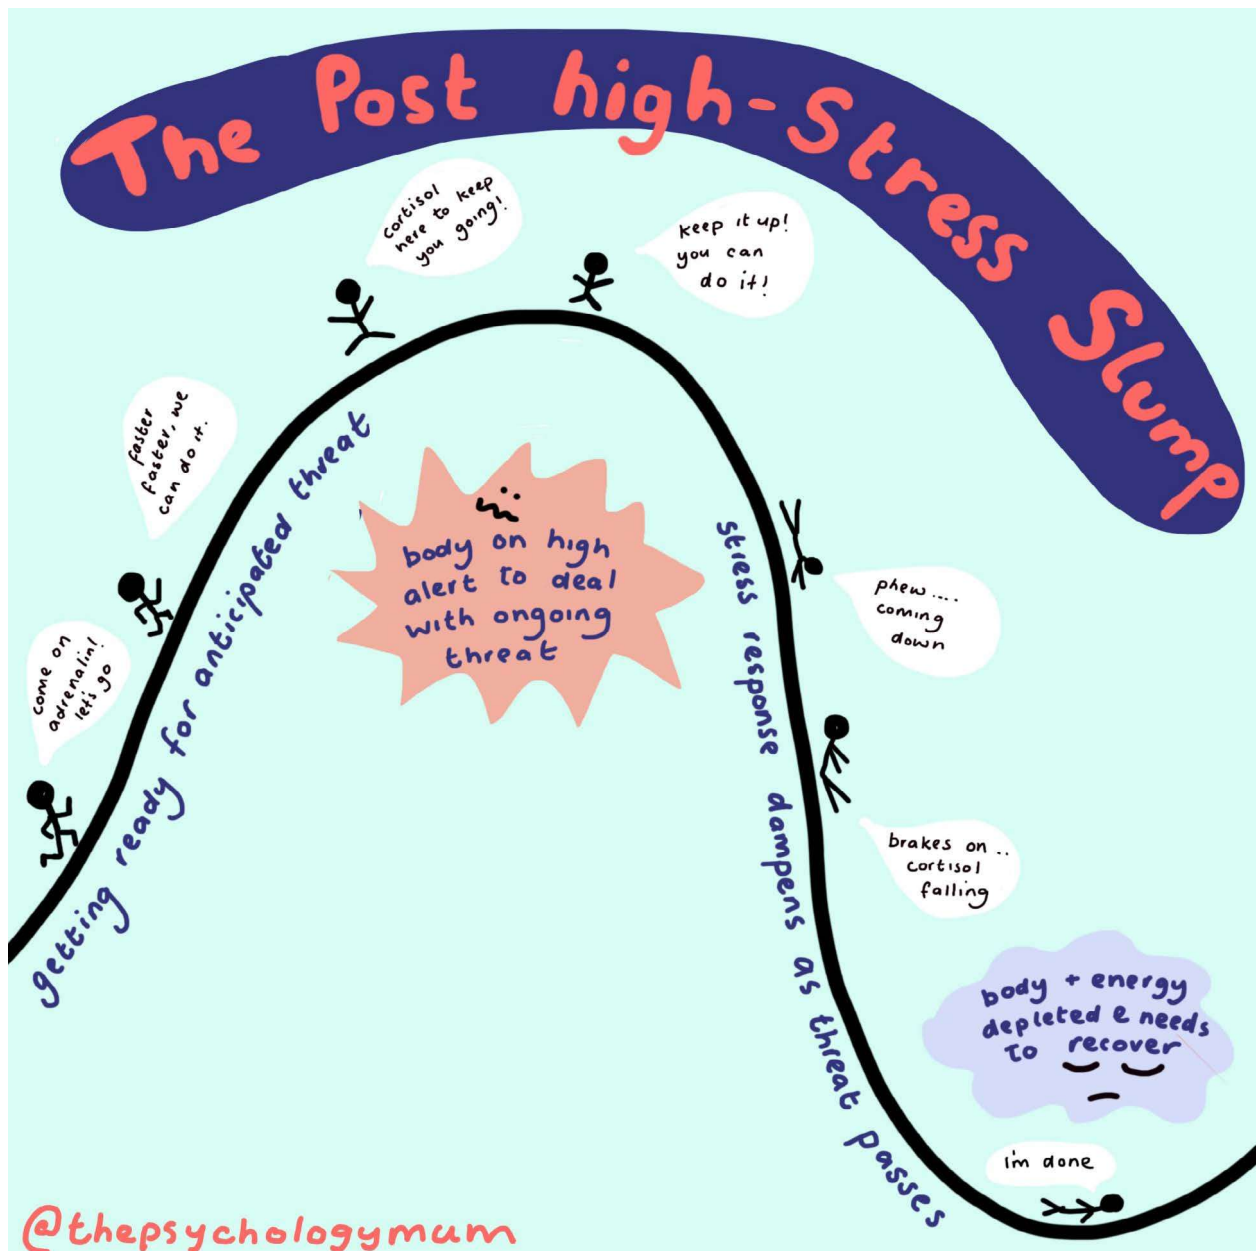 The Post high-Stress Slump
cortisol
here to keep
you going!
keep it up!
you can
do it!
faster
faster, we
can do it.
come on
adrenalin!
let's go
getting ready for anticipated threat
body on high
alert to deal
with ongoing
threat
stress response dampens as threat passes
phew....
coming
down
brakes on ..
cortisol
falling
body + energy
depleted & needs
to recover
i'm done
@thepsychologymum